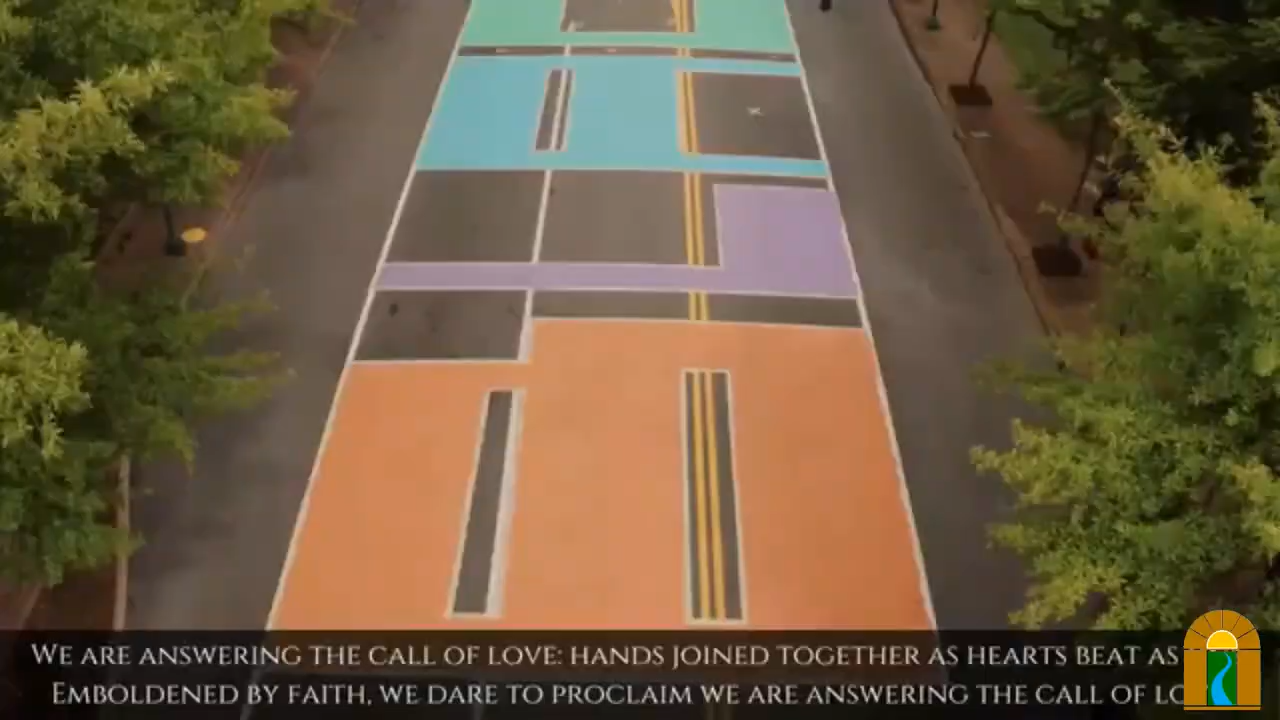 We are answering the call of love: hands joined together as hearts beat as
Emboldened by faith, we dare to proclaim we are answering the call of